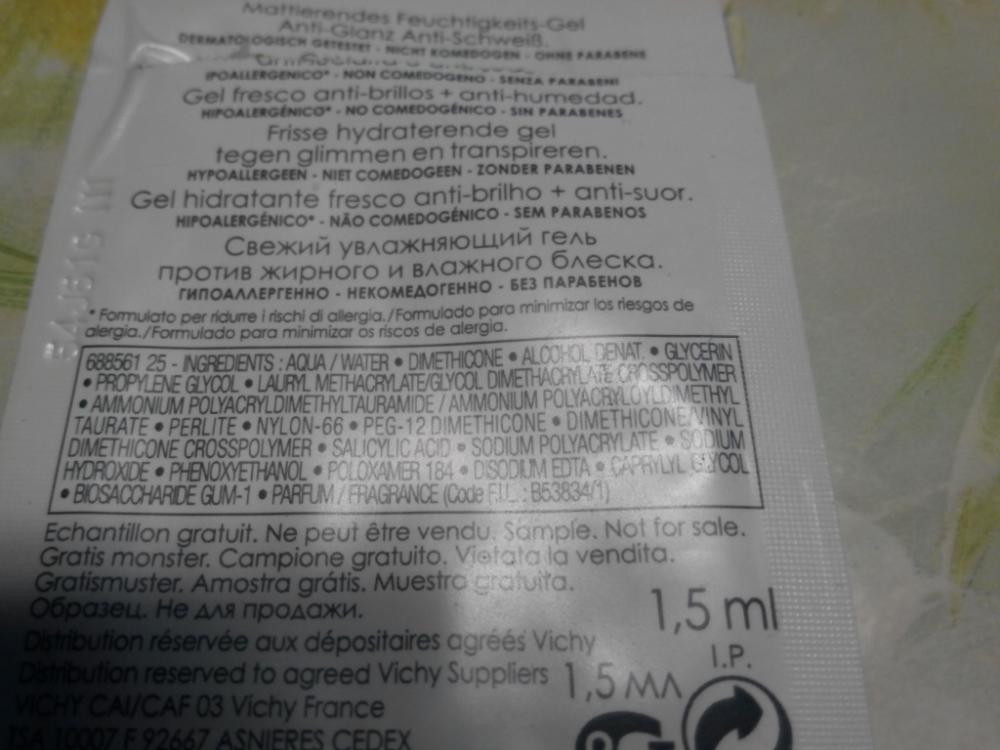 Mattierendes Feuchtigkeits-Gel
Anti-Glanz Anti-Schweiß.
DERMATOLOGISCH GETESTET - NICHT KOMEDOGEN - OHNE PARABENE
IPOALLERGENICO* - NON COMEDOGENO - SENZA PARABENI
Gel fresco anti-brillos + anti-humedad.
HIPOALERGÉNICO* - NO COMEDOGÉNICO - SIN PARABENES
Frisse hydraterende gel
tegen glimmen en transpireren.
HYPOALLERGEEN - NIET COMEDOGEEN - ZONDER PARABENEN
Gel hidratante fresco anti-brilho + anti-suor.
HIPOALERGÉNICO* - NÃO COMEDOGÉNICO - SEM PARABENOS
Свежий увлажняющий гель
против жирного и влажного блеска.
ГИПОАЛЛЕРГЕННО - НЕКОМЕДОГЕННО - БЕЗ ПАРАБЕНОВ
* Formulato per ridurre i rischi di allergia./Formulado para minimizar los riesgos de
alergia./Formulado para minimizar os riscos de alergia.
688561 25 - INGREDIENTS : AQUA / WATER • DIMETHICONE • ALCOHOL DENAT. • GLYCERIN
• PROPYLENE GLYCOL • LAURYL METHACRYLATE/GLYCOL DIMETHACRYLATE CROSSPOLYMER
• AMMONIUM POLYACRYLDIMETHYLTAURAMIDE / AMMONIUM POLYACRYLOYLDIMETHYL
TAURATE • PERLITE • NYLON-66 • PEG-12 DIMETHICONE • DIMETHICONE/VINYL
DIMETHICONE CROSSPOLYMER • SALICYLIC ACID • SODIUM POLYACRYLATE • SODIUM
HYDROXIDE • PHENOXYETHANOL • POLOXAMER 184 • DISODIUM EDTA • CAPRYLYL GLYCOL
• BIOSACCHARIDE GUM-1 • PARFUM / FRAGRANCE (Code F.I.L. : B53834/1)
Echantillon gratuit. Ne peut être vendu. Sample. Not for sale.
Gratis monster. Campione gratuito. Vietata la vendita.
Gratismuster. Amostra grátis. Muestra gratuita.
Образец. Не для продажи.
1,5 ml
Distribution réservée aux dépositaires agréés Vichy
Distribution reserved to agreed Vichy Suppliers
1,5 мл
I.P.
VICHY CAI/CAF 03 Vichy France
TSA 10007 F 92667 ASNIERES CEDEX